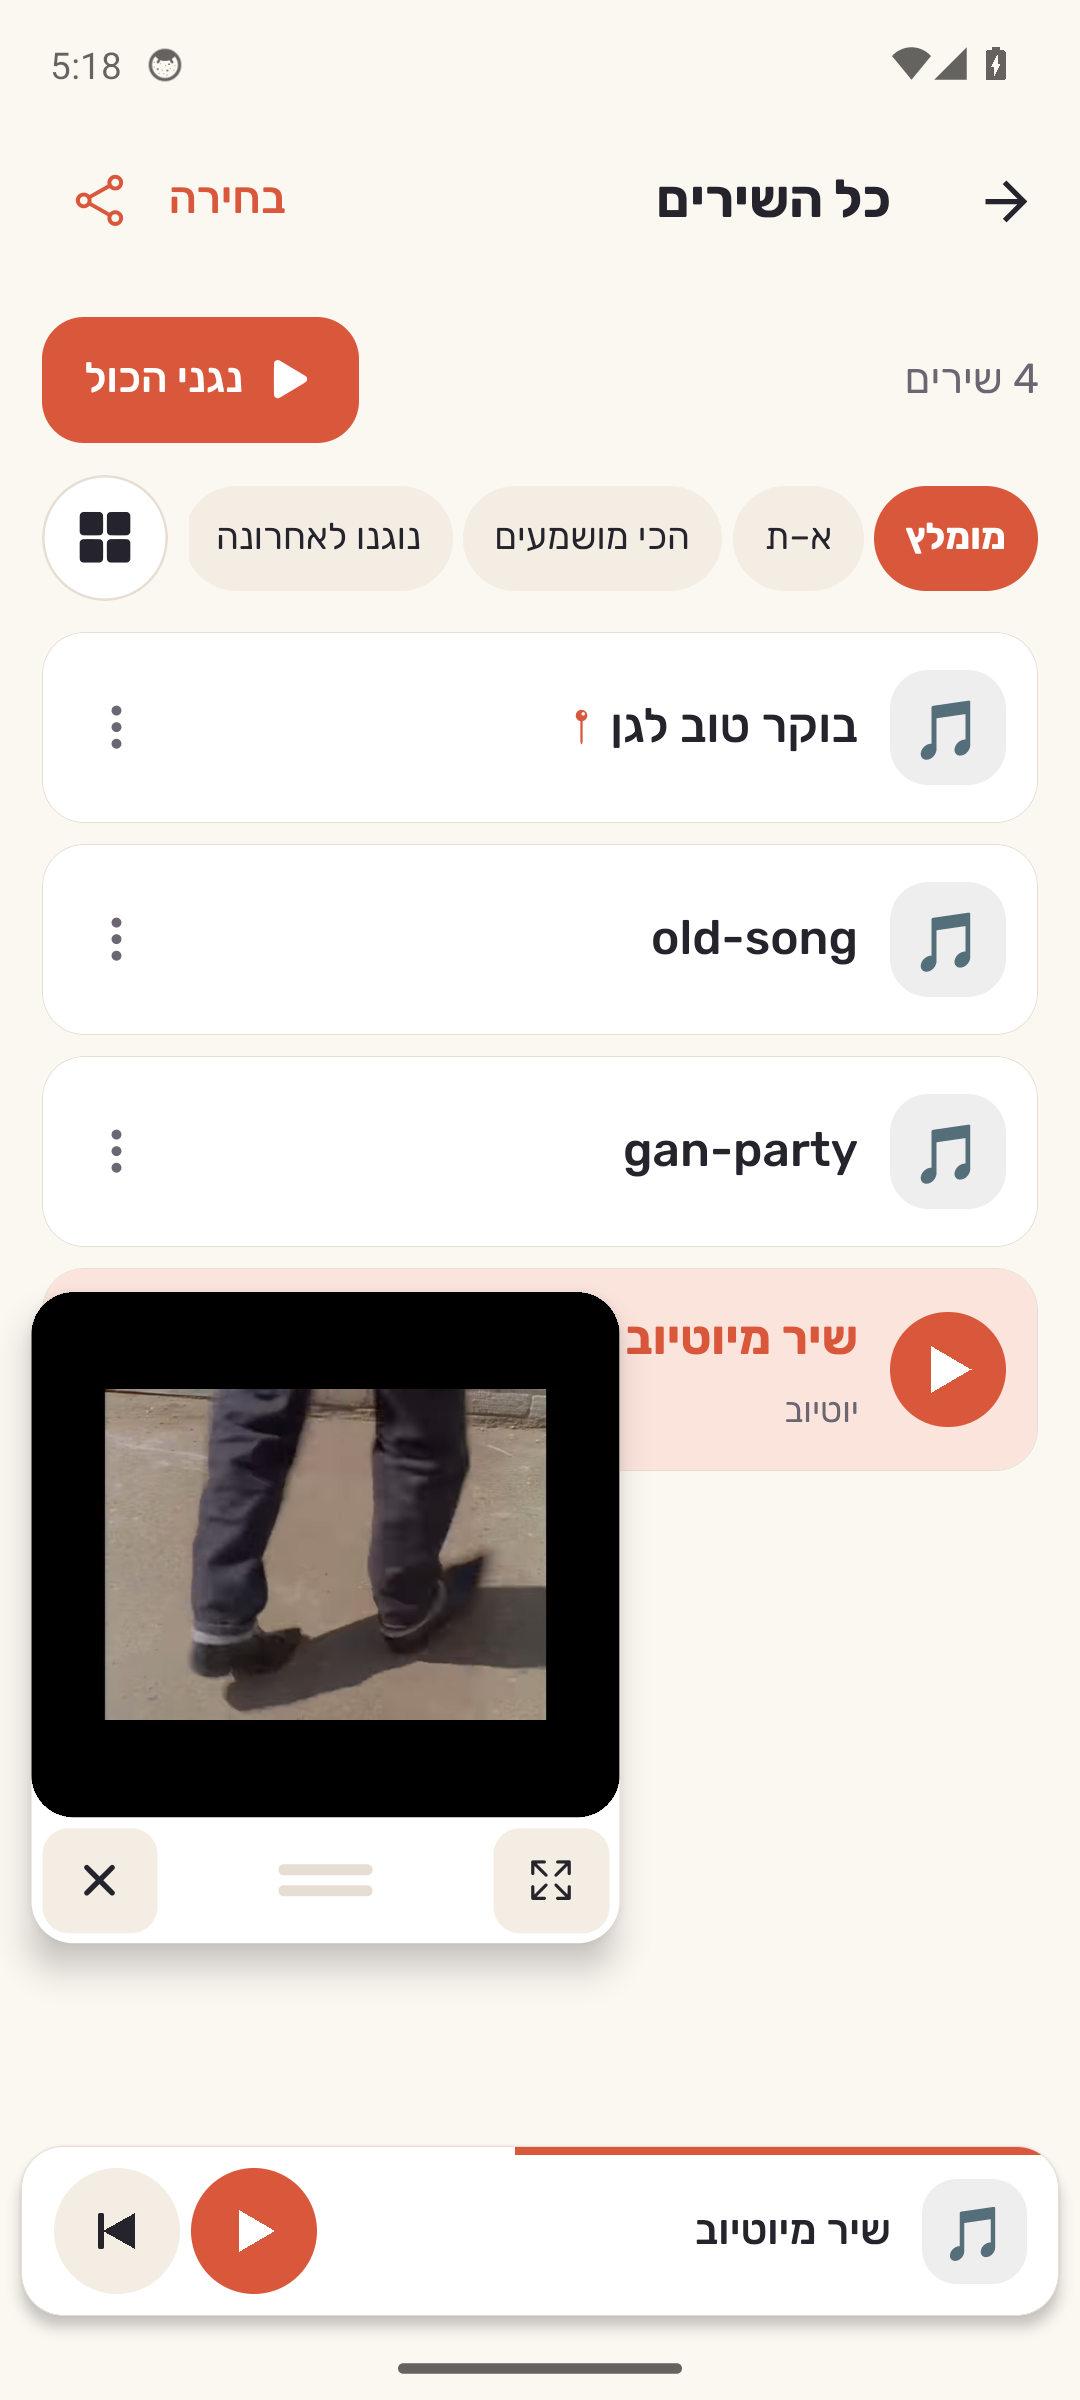 5:18
כל השירים
בחירה
4 שירים
נגני הכול
מומלץ
א-ת
הכי מושמעים
נוגנו לאחרונה
בוקר טוב לגן
old-song
gan-party
שיר מיוטיוב
יוטיוב
שיר מיוטיוב